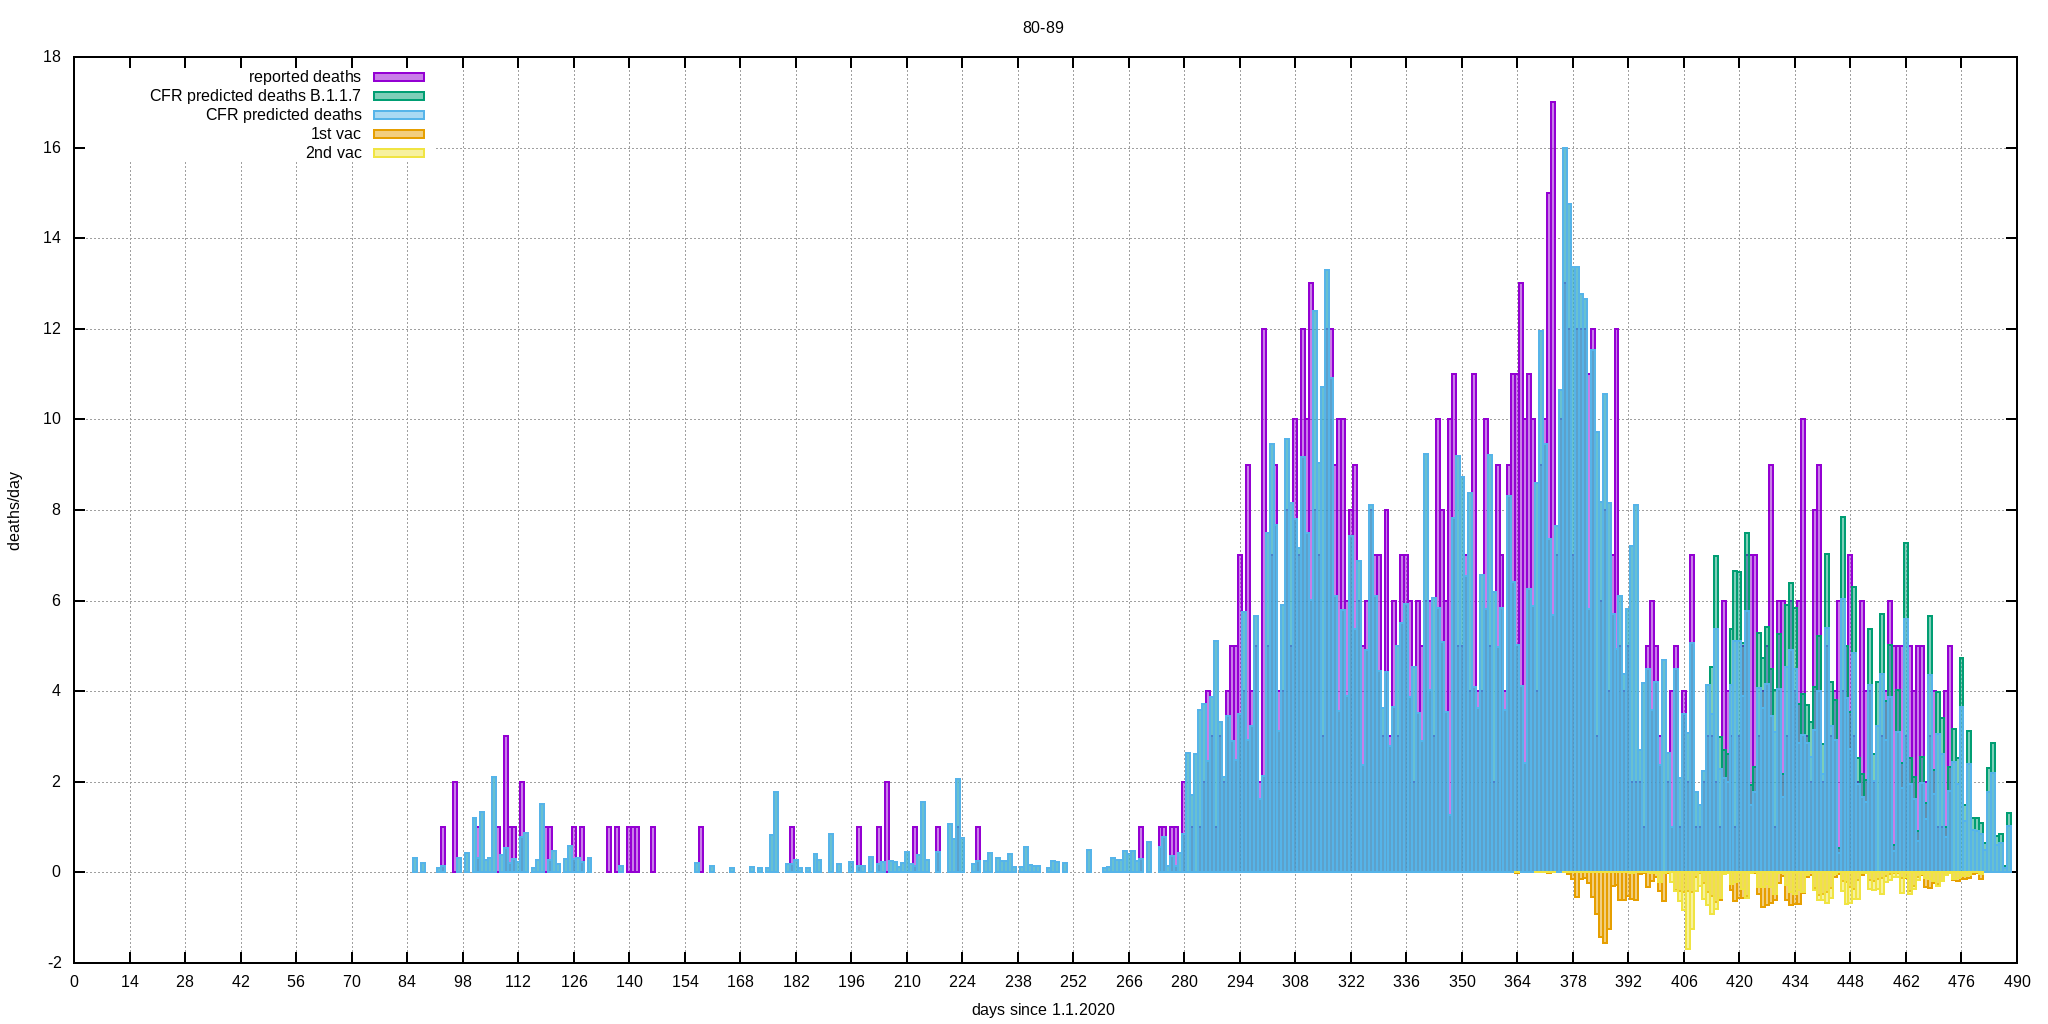 80-89
18
16
14
12
10
8
6
4
2
0
-2
deaths/day
reported deaths
CFR predicted deaths B.1.1.7
CFR predicted deaths
1st vac
2nd vac
0 14 28 42 56 70 84 98 112 126 140 154 168 182 196 210 224 238 252 266 280 294 308 322 336 350 364 378 392 406 420 434 448 462 476 490
days since 1.1.2020